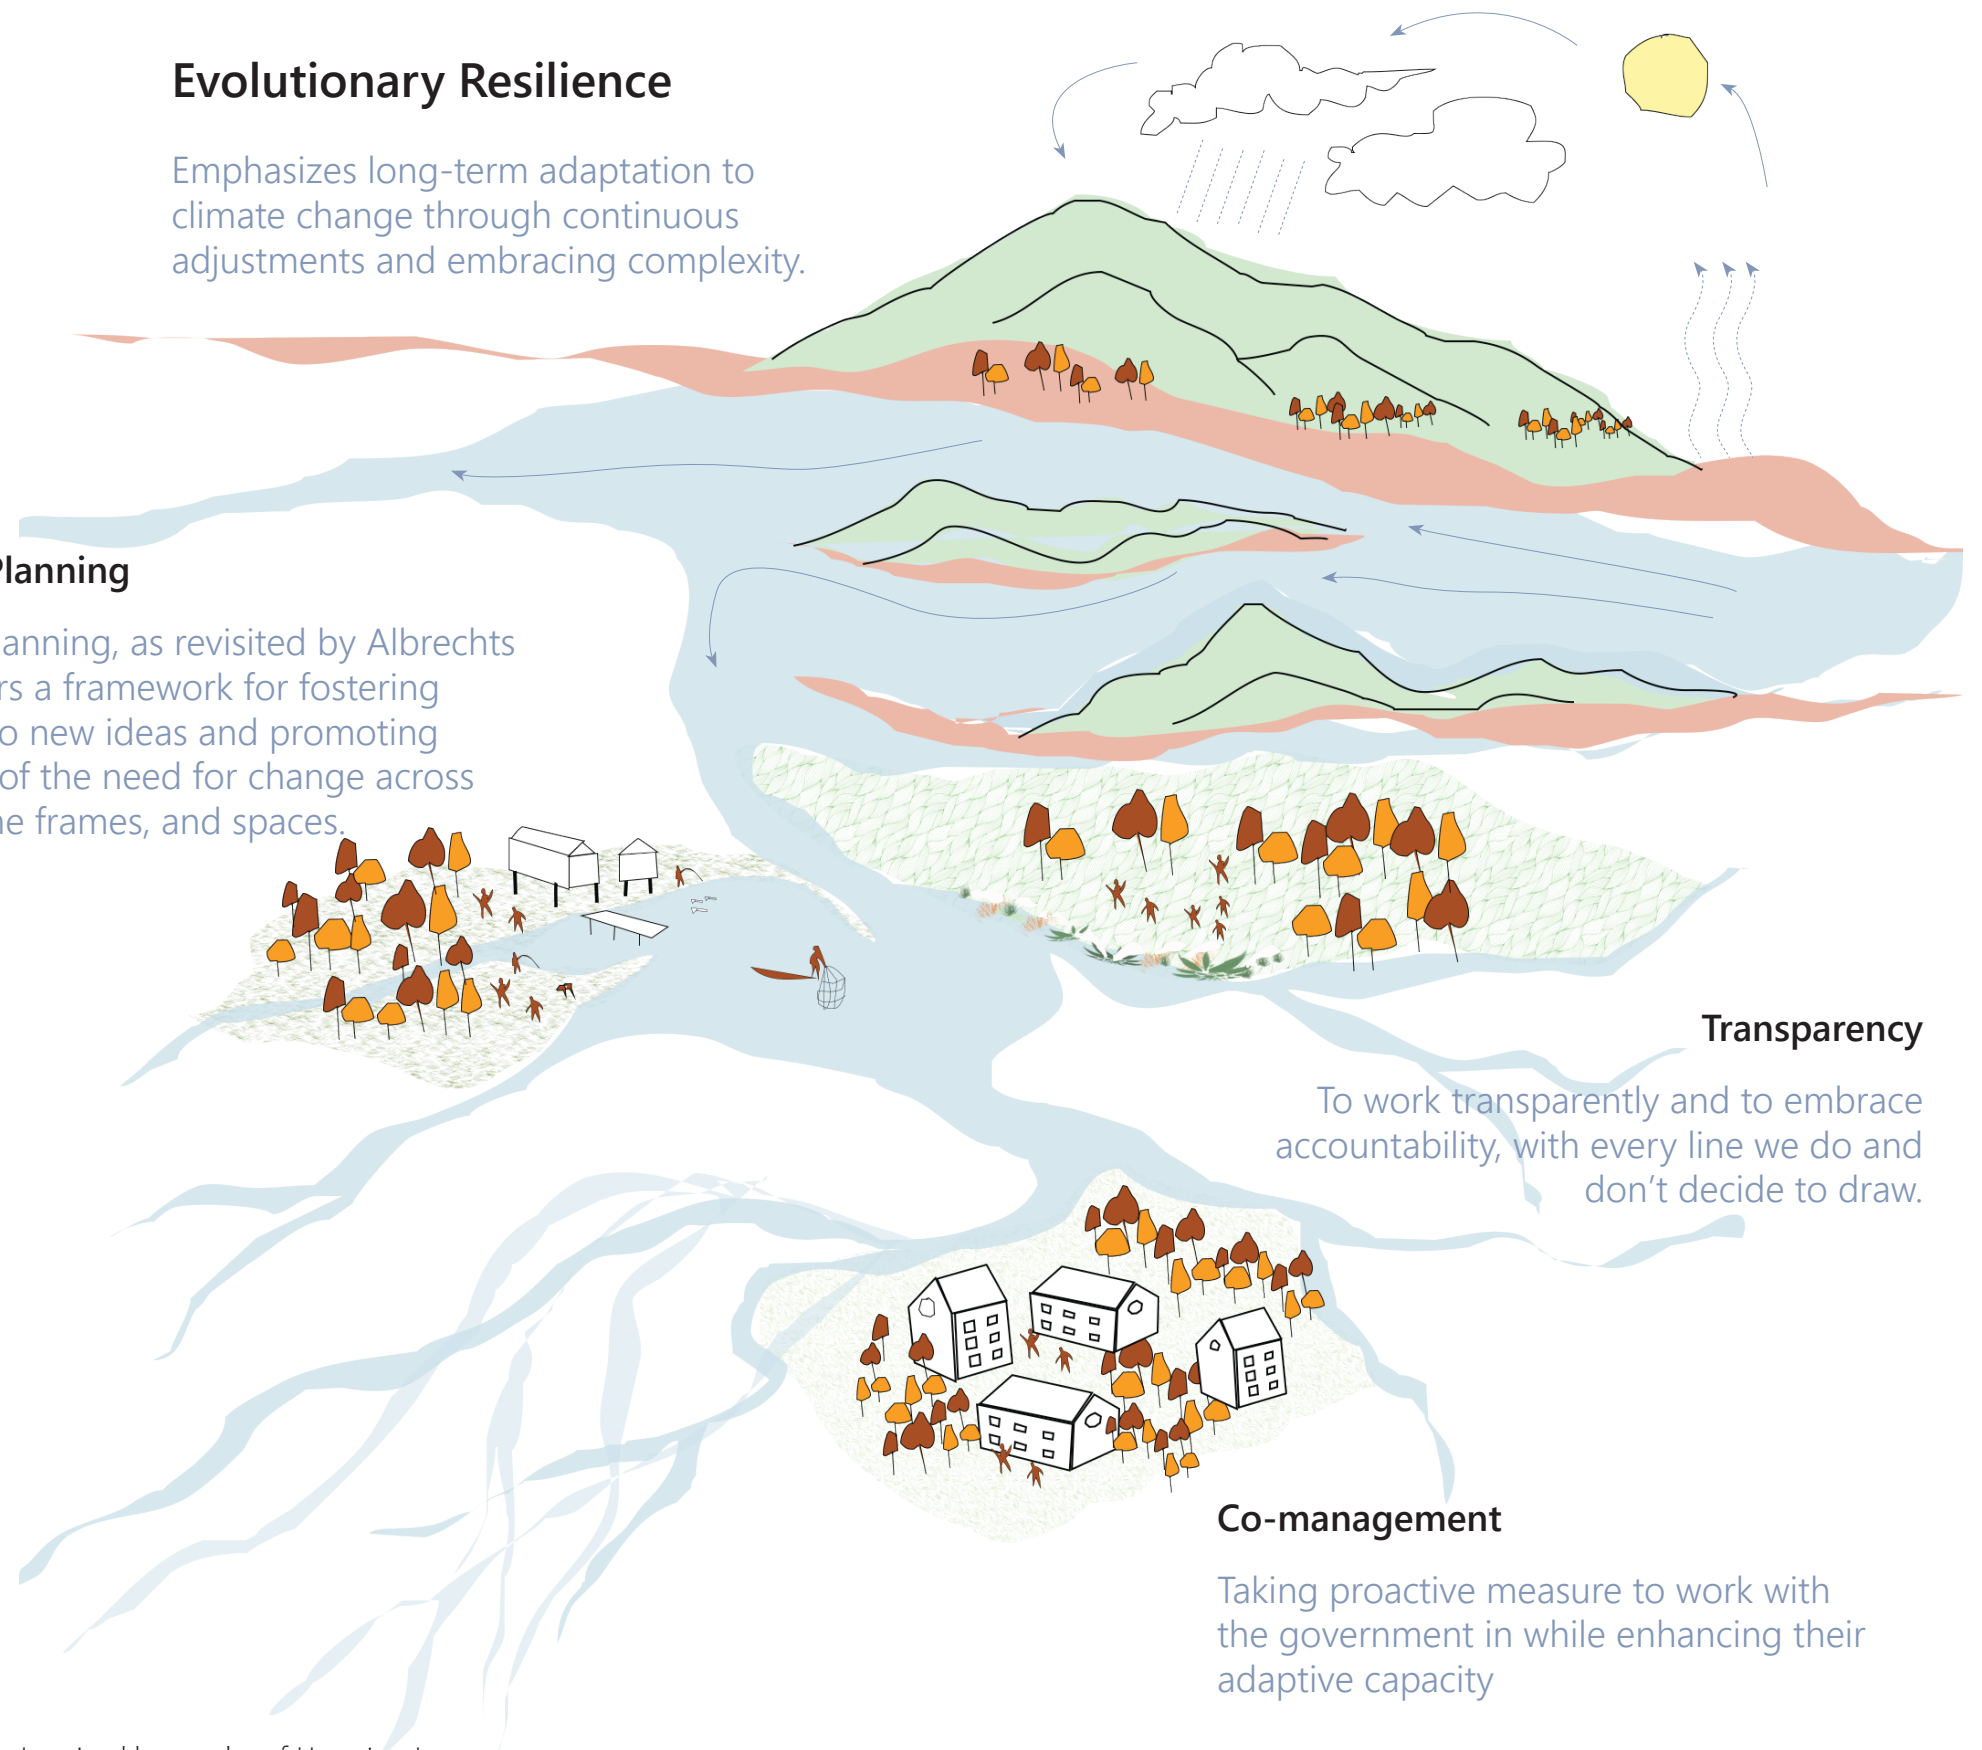 Evolutionary Resilience
Emphasizes long-term adaptation to
climate change through continuous
adjustments and embracing complexity.
Planning
anning, as revisited by Albrechts
rs a framework for fostering
o new ideas and promoting
of the need for change across
ne frames, and spaces.
Transparency
To work transparently and to embrace
accountability, with every line we do and
don't decide to draw.
Co-management
Taking proactive measure to work with
the government in while enhancing their
adaptive capacity